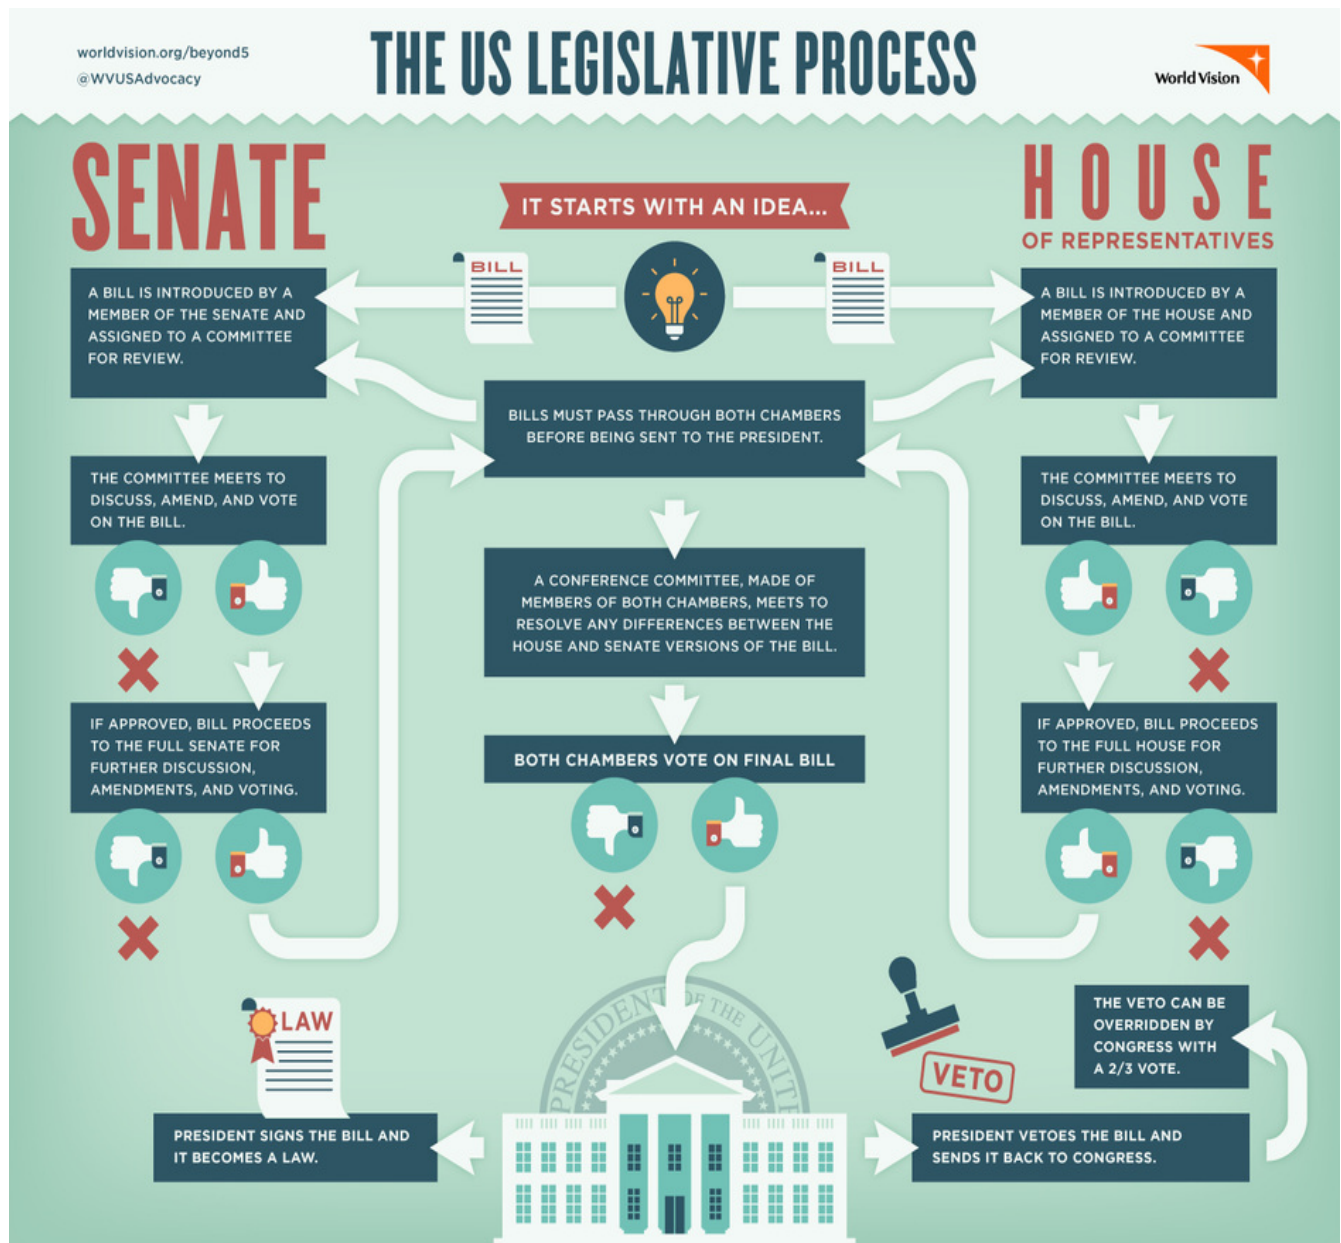 worldvision.org/beyond5
@WVUSAdvocacy
THE US LEGISLATIVE PROCESS
World Vision
SENATE
IT STARTS WITH AN IDEA...
HOUSE
OF REPRESENTATIVES
BILL
BILL
A BILL IS INTRODUCED BY A
MEMBER OF THE SENATE AND
ASSIGNED TO A COMMITTEE
FOR REVIEW.
A BILL IS INTRODUCED BY A
MEMBER OF THE HOUSE AND
ASSIGNED TO A COMMITTEE
FOR REVIEW.
BILLS MUST PASS THROUGH BOTH CHAMBERS
BEFORE BEING SENT TO THE PRESIDENT.
THE COMMITTEE MEETS TO
DISCUSS, AMEND, AND VOTE
ON THE BILL.
THE COMMITTEE MEETS TO
DISCUSS, AMEND, AND VOTE
ON THE BILL.
A CONFERENCE COMMITTEE, MADE OF
MEMBERS OF BOTH CHAMBERS, MEETS TO
RESOLVE ANY DIFFERENCES BETWEEN THE
HOUSE AND SENATE VERSIONS OF THE BILL.
IF APPROVED, BILL PROCEEDS
TO THE FULL SENATE FOR
FURTHER DISCUSSION,
AMENDMENTS, AND VOTING.
IF APPROVED, BILL PROCEEDS
TO THE FULL HOUSE FOR
FURTHER DISCUSSION,
AMENDMENTS, AND VOTING.
BOTH CHAMBERS VOTE ON FINAL BILL
PRESIDENT OF THE UNITE
LAW
VETO
THE VETO CAN BE
OVERRIDDEN BY
CONGRESS WITH
A 2/3 VOTE.
PRESIDENT SIGNS THE BILL AND
IT BECOMES A LAW.
PRESIDENT VETOES THE BILL AND
SENDS IT BACK TO CONGRESS.